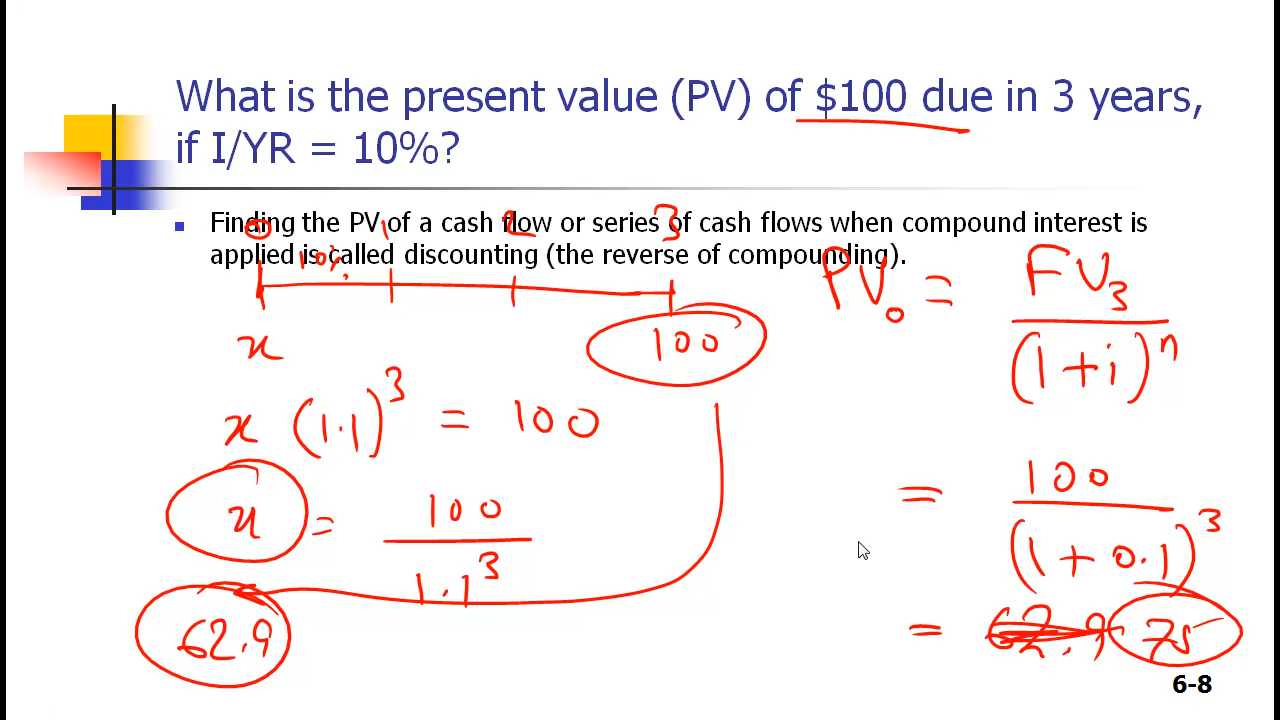 What is the present value (PV) of $100 due in 3 years,
if I/YR = 10%?
Finding the PV of a cash flow or series of cash flows when compound interest is
applied is called discounting (the reverse of compounding).
0 1 2 3
10%
x 100
x (1.1)^3 = 100
x = 100 / 1.1^3
62.9
PV₀ = FV₃ / (1+i)^n
= 100 / (1+0.1)^3
= 62.9 75
6-8